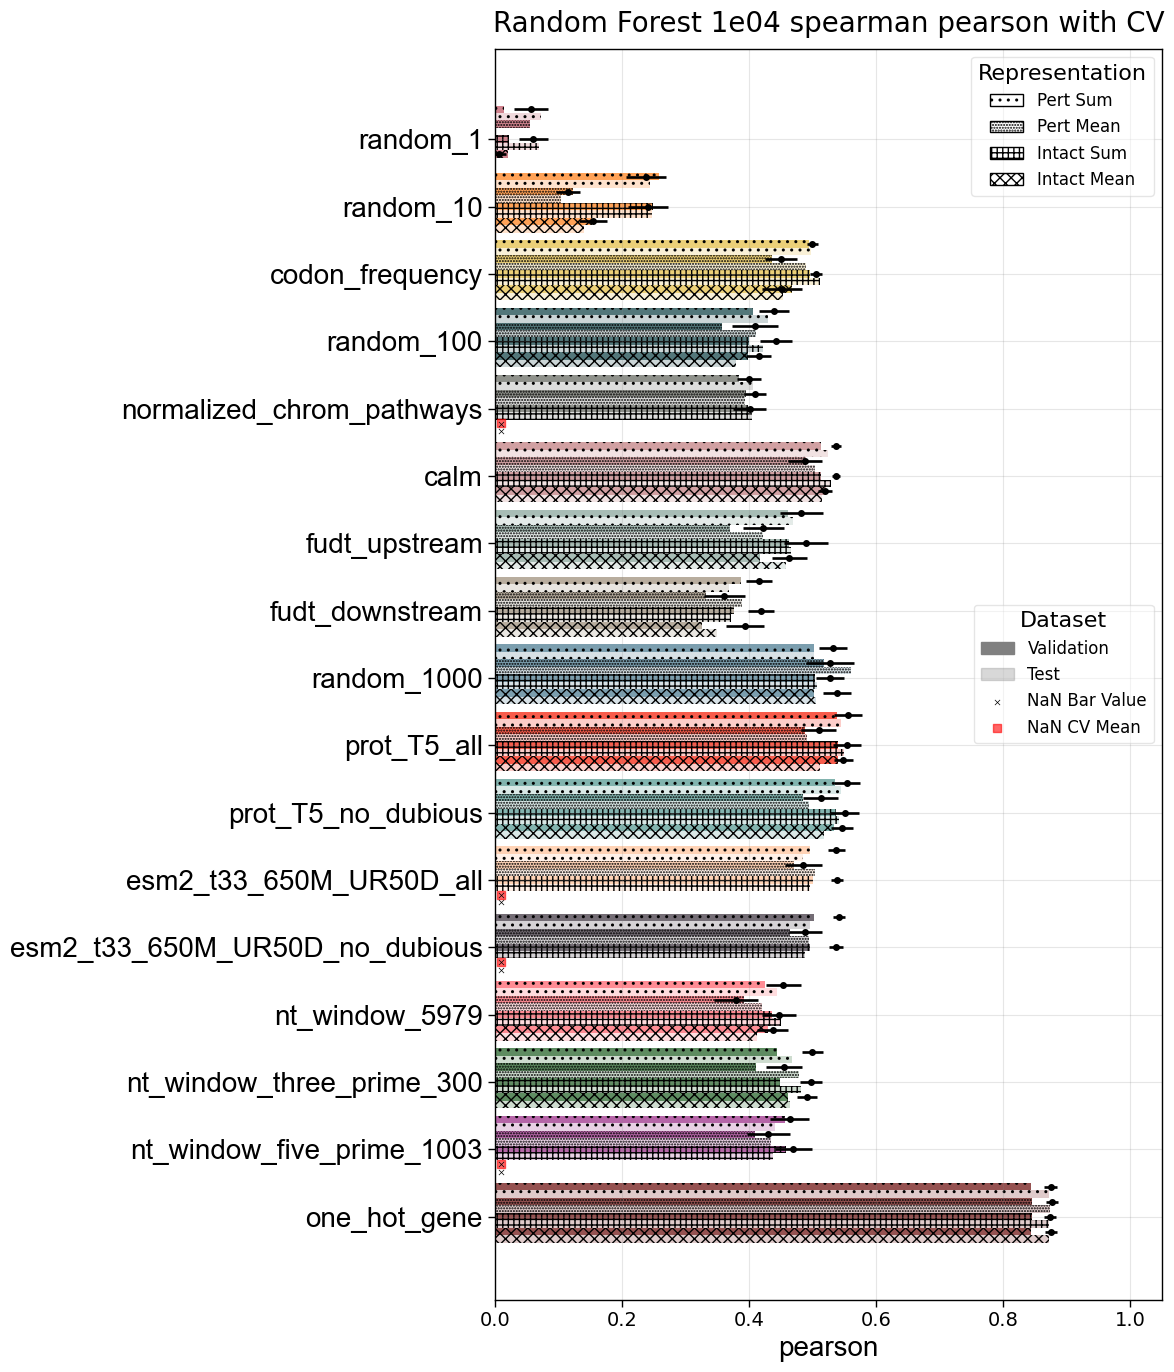 Random Forest 1e04 spearman pearson with CV
Representation
Pert Sum
Pert Mean
Intact Sum
Intact Mean
random_1
random_10
codon_frequency
random_100
normalized_chrom_pathways
calm
fudt_upstream
fudt_downstream
random_1000
prot_T5_all
prot_T5_no_dubious
esm2_t33_650M_UR50D_all
esm2_t33_650M_UR50D_no_dubious
nt_window_5979
nt_window_three_prime_300
nt_window_five_prime_1003
one_hot_gene
Dataset
Validation
Test
NaN Bar Value
NaN CV Mean
0.0 0.2 0.4 0.6 0.8 1.0
pearson